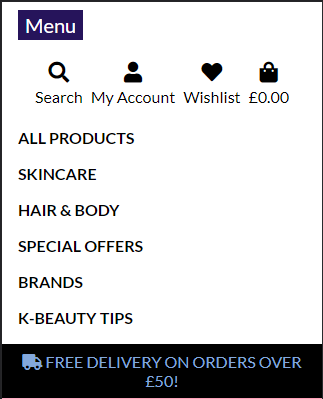 Menu
Search My Account Wishlist £0.00
ALL PRODUCTS
SKINCARE
HAIR & BODY
SPECIAL OFFERS
BRANDS
K-BEAUTY TIPS
FREE DELIVERY ON ORDERS OVER
£50!